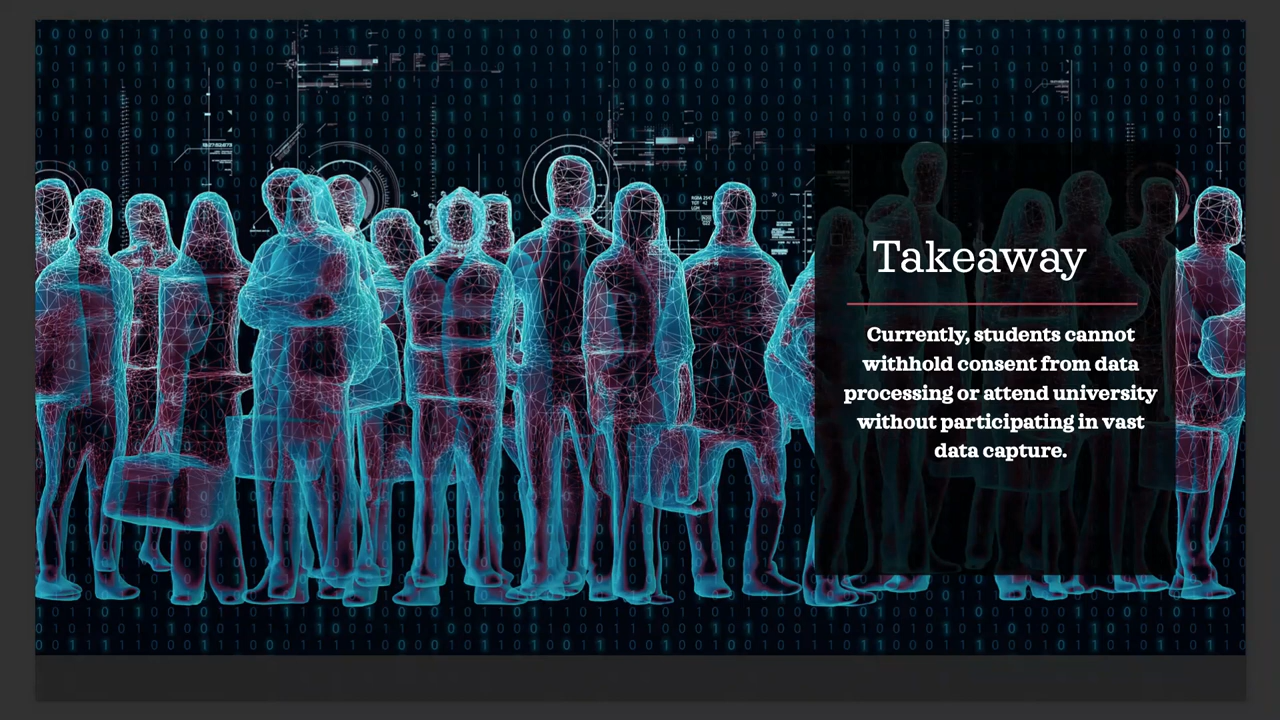 Takeaway
Currently, students cannot
withhold consent from data
processing or attend university
without participating in vast
data capture.